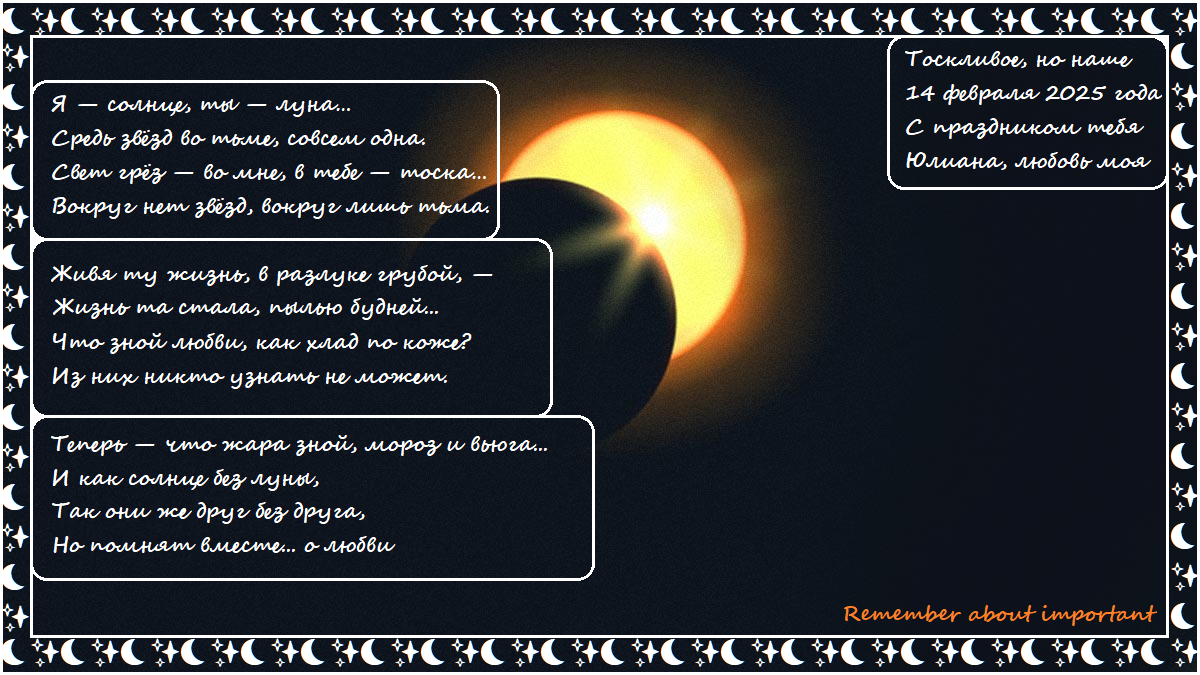 Я — солнце, ты — луна...
Средь звёзд во тьме, совсем одна.
Свет грёз — во мне, в тебе — тоска...
Вокруг нет звёзд, вокруг лишь тьма.
Живя ту жизнь, в разлуке грубой, —
Жизнь та стала, пылью будней...
Что зной любви, как хлад по коже?
Из них никто узнать не может.
Теперь — что жара зной, мороз и вьюга...
И как солнце без луны,
Так они же друг без друга,
Но помнят вместе... о любви
Тоскливое, но наше
14 февраля 2025 года
С праздником тебя
Юлиана, любовь моя
Remember about important